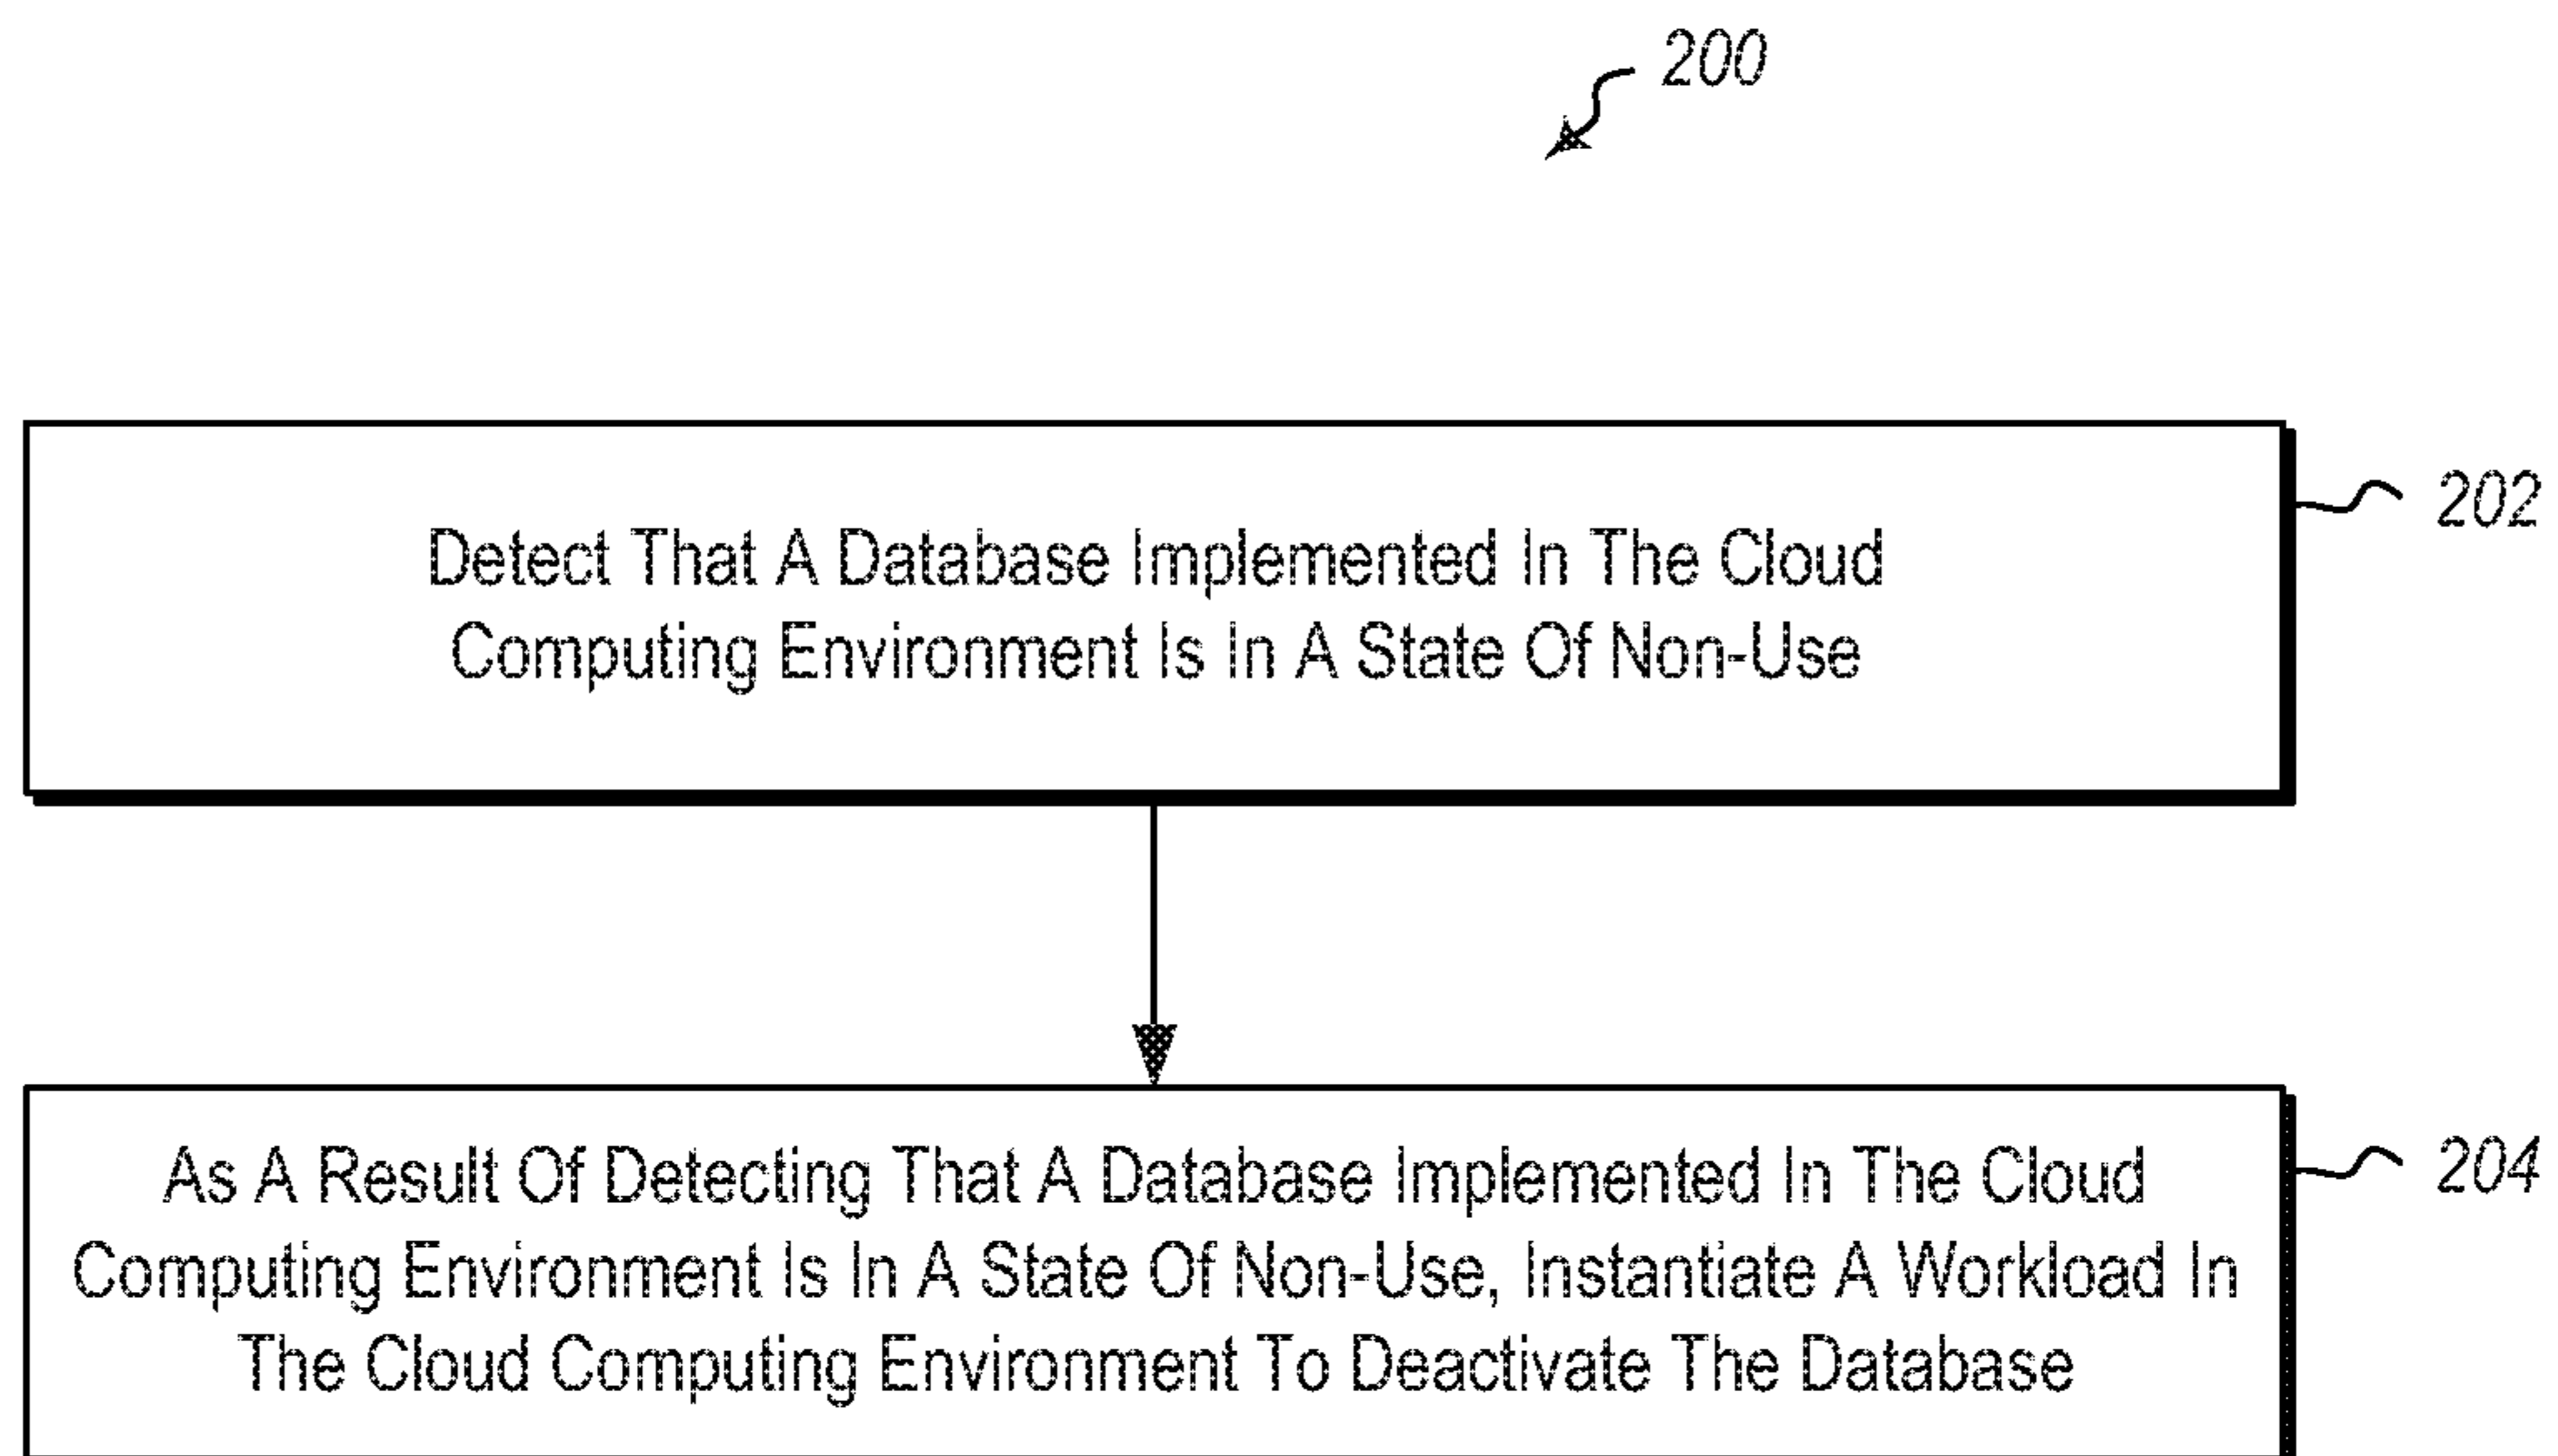 200
Detect That A Database Implemented In The Cloud
Computing Environment Is In A State Of Non-Use
202
As A Result Of Detecting That A Database Implemented In The Cloud
Computing Environment Is In A State Of Non-Use, Instantiate A Workload In
The Cloud Computing Environment To Deactivate The Database
204